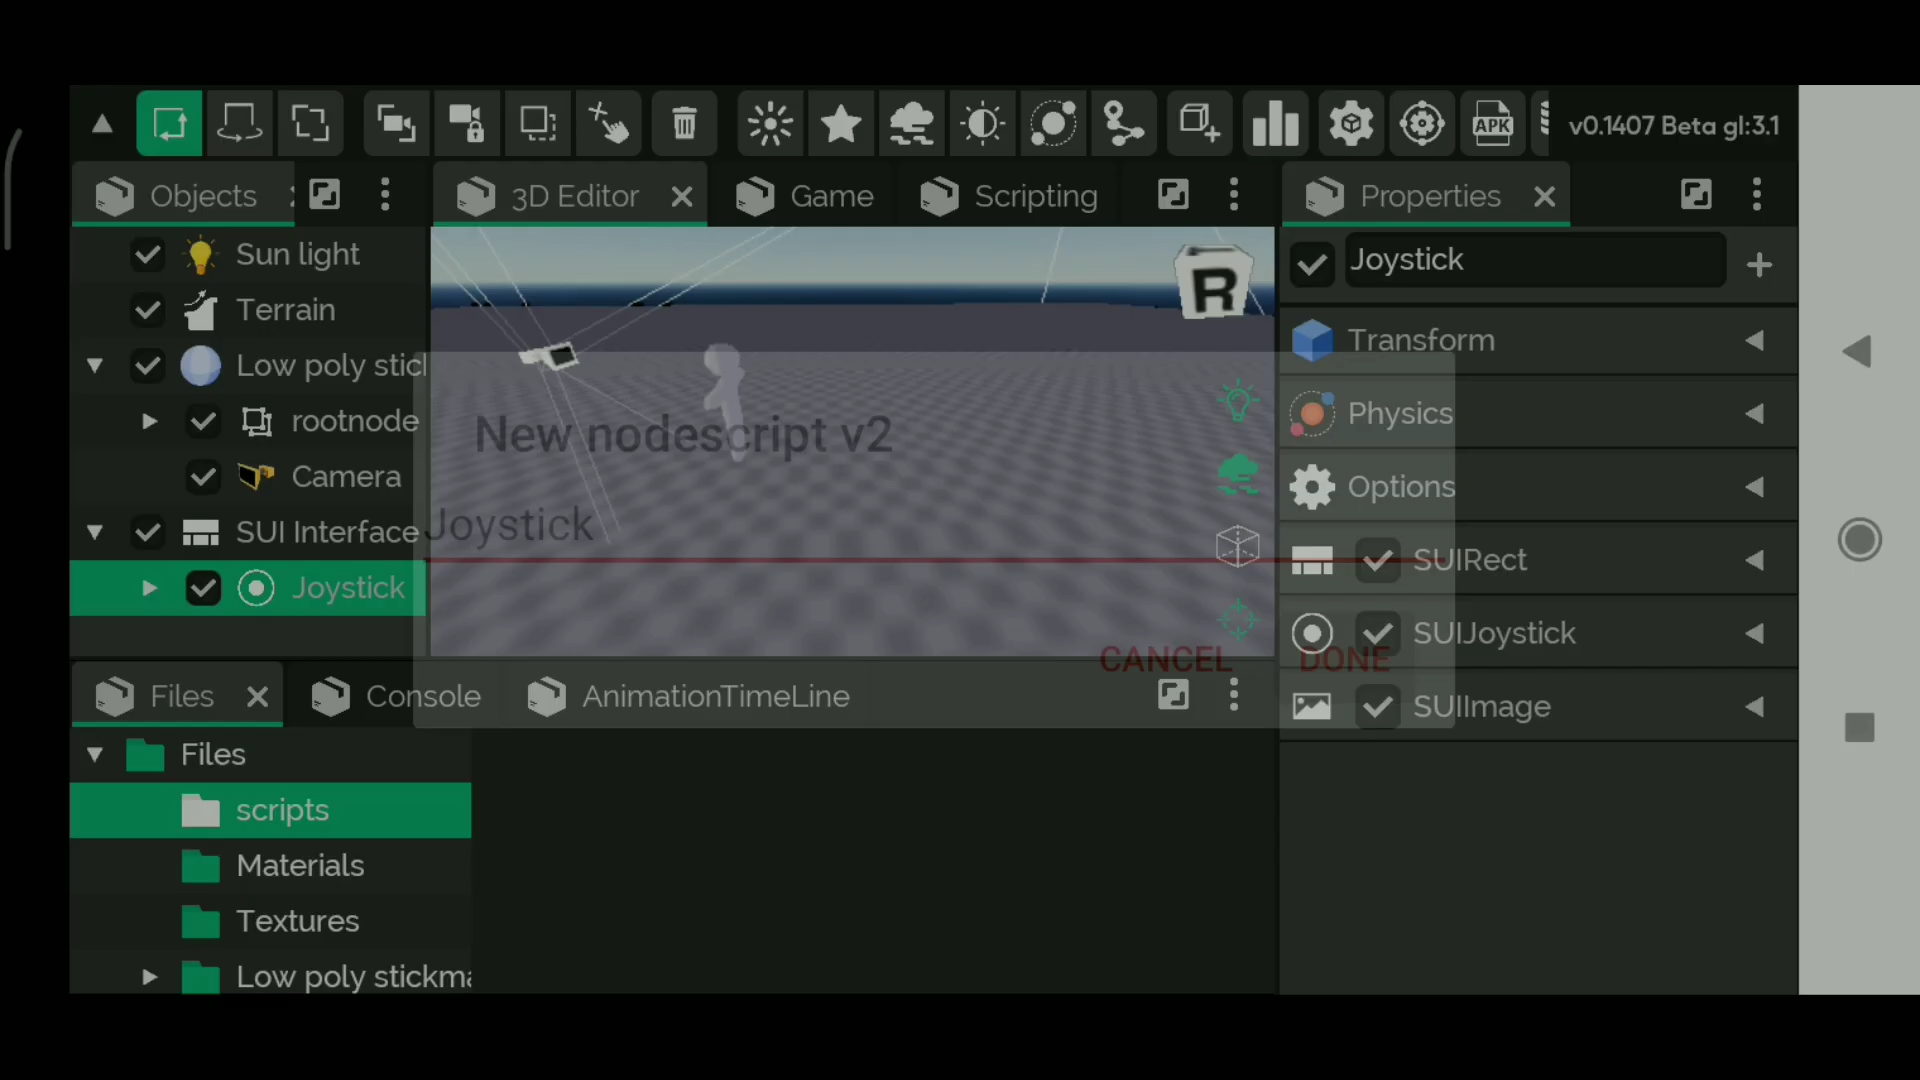 APK
v0.1407 Beta gl:3.1
Objects
3D Editor
Game
Scripting
Properties
Sun light
Terrain
Low poly stick
rootnode
Camera
SUI Interface
Joystick
R
New nodescript v2
Joystick
CANCEL
DONE
Joystick
Transform
Physics
Options
SUIRect
SUIJoystick
SUIImage
Files
Console
AnimationTimeLine
Files
scripts
Materials
Textures
Low poly stickma